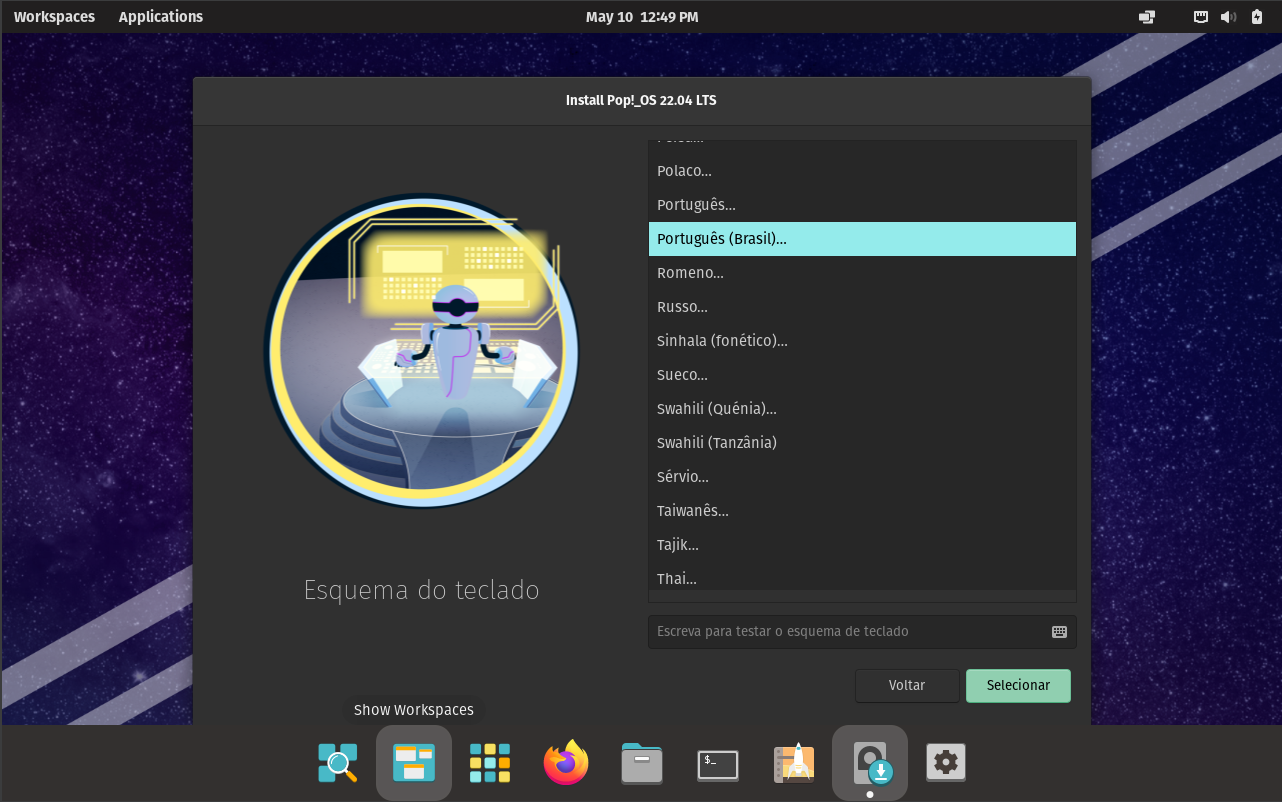 Workspaces Applications May 10 12:49 PM
Install Pop!_OS 22.04 LTS
Polaco...
Português...
Português (Brasil)...
Romeno...
Russo...
Sinhala (fonético)...
Sueco...
Swahili (Quénia)...
Swahili (Tanzânia)
Sérvio...
Taiwanês...
Tajik...
Thai...
Esquema do teclado
Escreva para testar o esquema de teclado
Voltar Selecionar
Show Workspaces
$_